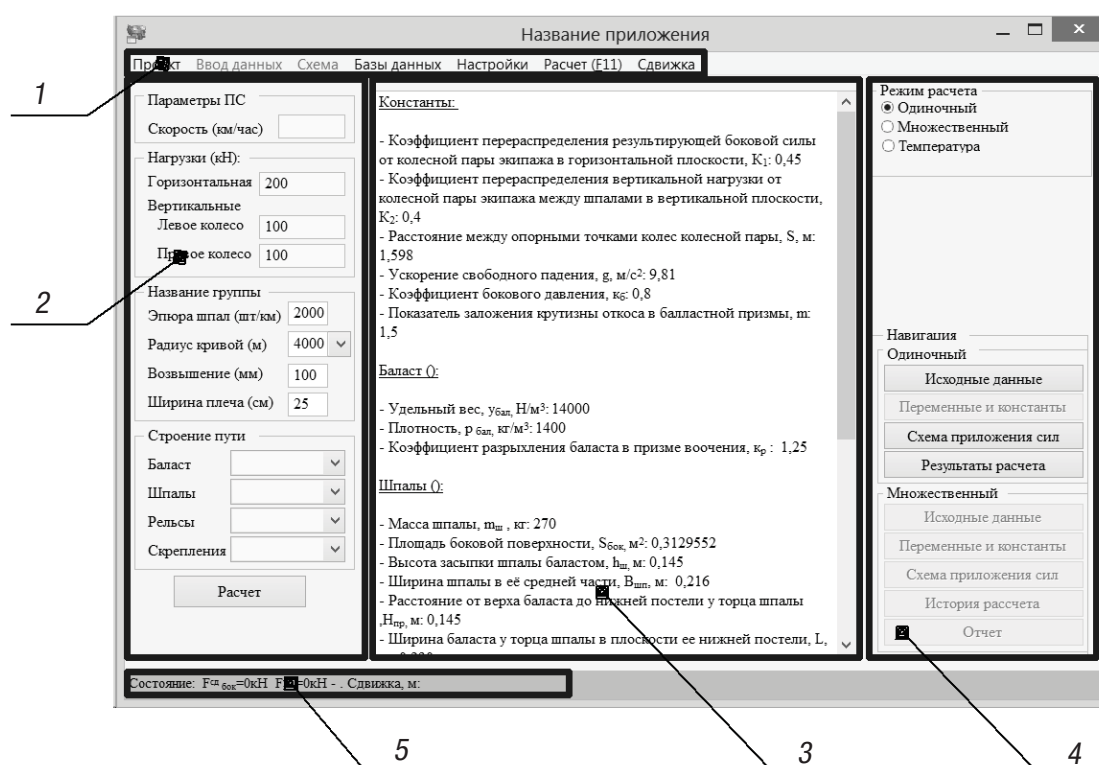 Название приложения
Проект Ввод данных Схема Базы данных Настройки Расчет (F11) Сдвижка
1
Параметры ПС
Скорость (км/час)
Нагрузки (кН):
Горизонтальная 200
Вертикальные
Левое колесо 100
Правое колесо 100
2
Название группы
Эпюра шпал (шт/км) 2000
Радиус кривой (м) 4000
Возвышение (мм) 100
Ширина плеча (см) 25
Строение пути
Баласт
Шпалы
Рельсы
Скрепления
Расчет
Константы:
- Коэффициент перераспределения результирующей боковой силы
от колесной пары экипажа в горизонтальной плоскости, K₁: 0,45
- Коэффициент перераспределения вертикальной нагрузки от
колесной пары экипажа между шпалами в вертикальной плоскости,
K₂: 0,4
- Расстояние между опорными точками колес колесной пары, S, м:
1,598
- Ускорение свободного падения, g, м/с²: 9,81
- Коэффициент бокового давления, кб: 0,8
- Показатель заложения крутизны откоса в балластной призмы, m:
1,5
Баласт ():
- Удельный вес, yбал, Н/м³: 14000
- Плотность, p бал, кг/м³: 1400
- Коэффициент разрыхления баласта в призме воочения, кр : 1,25
Шпалы ():
- Масса шпалы, mш , кг: 270
- Площадь боковой поверхности, Sбок, м²: 0,3129552
- Высота засыпки шпалы баластом, hш, м: 0,145
- Ширина шпалы в её средней части, Bшп, м: 0,216
- Расстояние от верха баласта до нижней постели у торца шпалы
,Нпр, м: 0,145
- Ширина баласта у торца шпалы в плоскости ее нижней постели, L,
3
Режим расчета
Одиночный
Множественный
Температура
Навигация
Одиночный
Исходные данные
Переменные и константы
Схема приложения сил
Результаты расчета
Множественный
Исходные данные
Переменные и константы
Схема приложения сил
История рассчета
Отчет
4
Состояние: Fсд бок=0кН F =0кН - . Сдвижка, м:
5